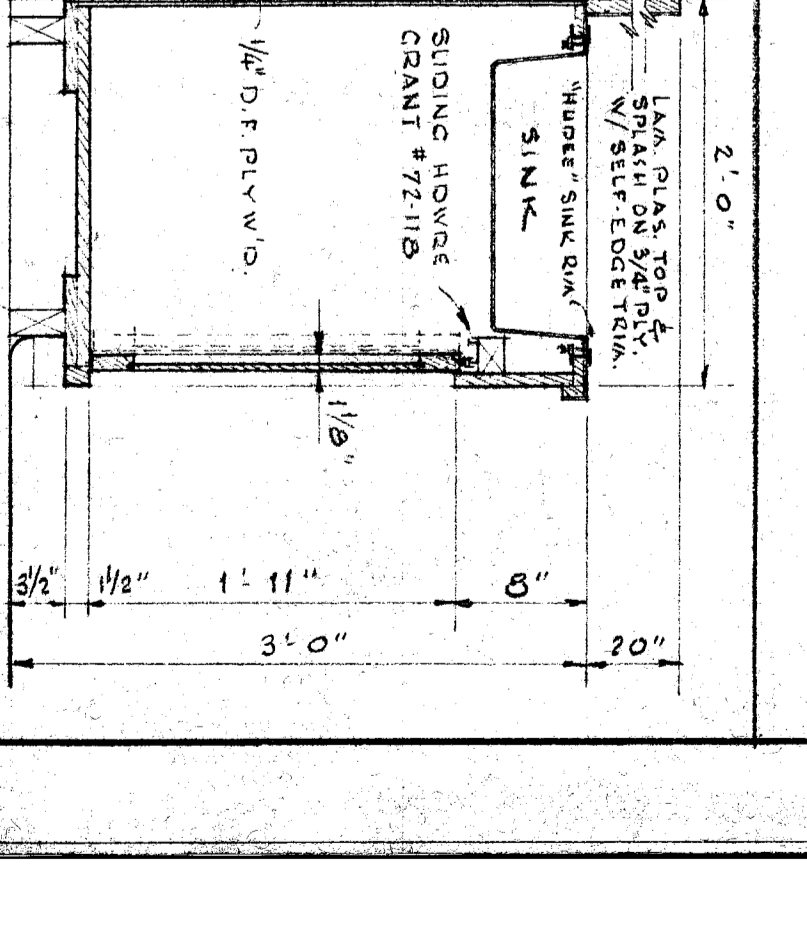 LAM. PLAS. TOP &
SPLASH ON 3/4" PLY.
W/ SELF-EDGE TRIM.
2'-0"
"HUDEE" SINK RIM
SINK
SLIDING HDWRE
GRANT #72-118
1/4" D.F. PLYW'D.
1 1/8"
3 1/2"
1 1/2"
1'-11"
8"
3'-0"
20"